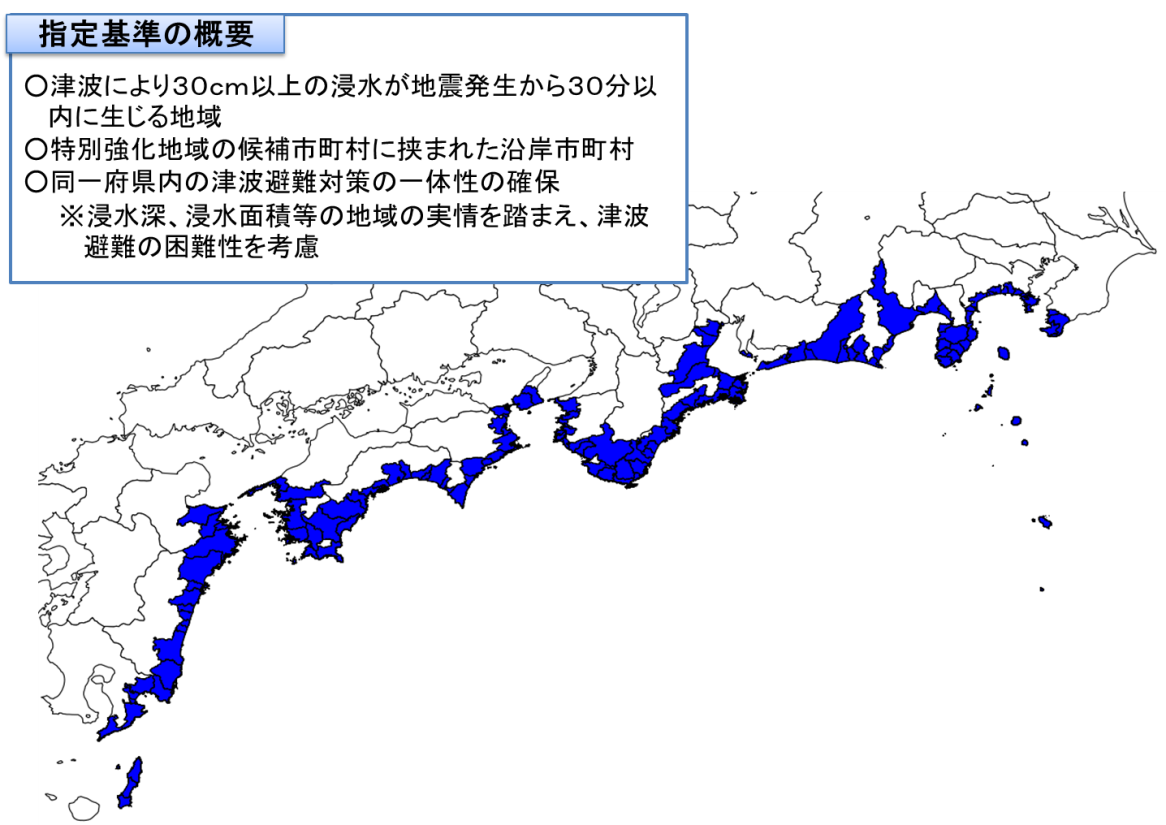 指定基準の概要
○津波により30cm以上の浸水が地震発生から30分以
内に生じる地域
○特別強化地域の候補市町村に挟まれた沿岸市町村
○同一府県内の津波避難対策の一体性の確保
※浸水深、浸水面積等の地域の実情を踏まえ、津波
避難の困難性を考慮